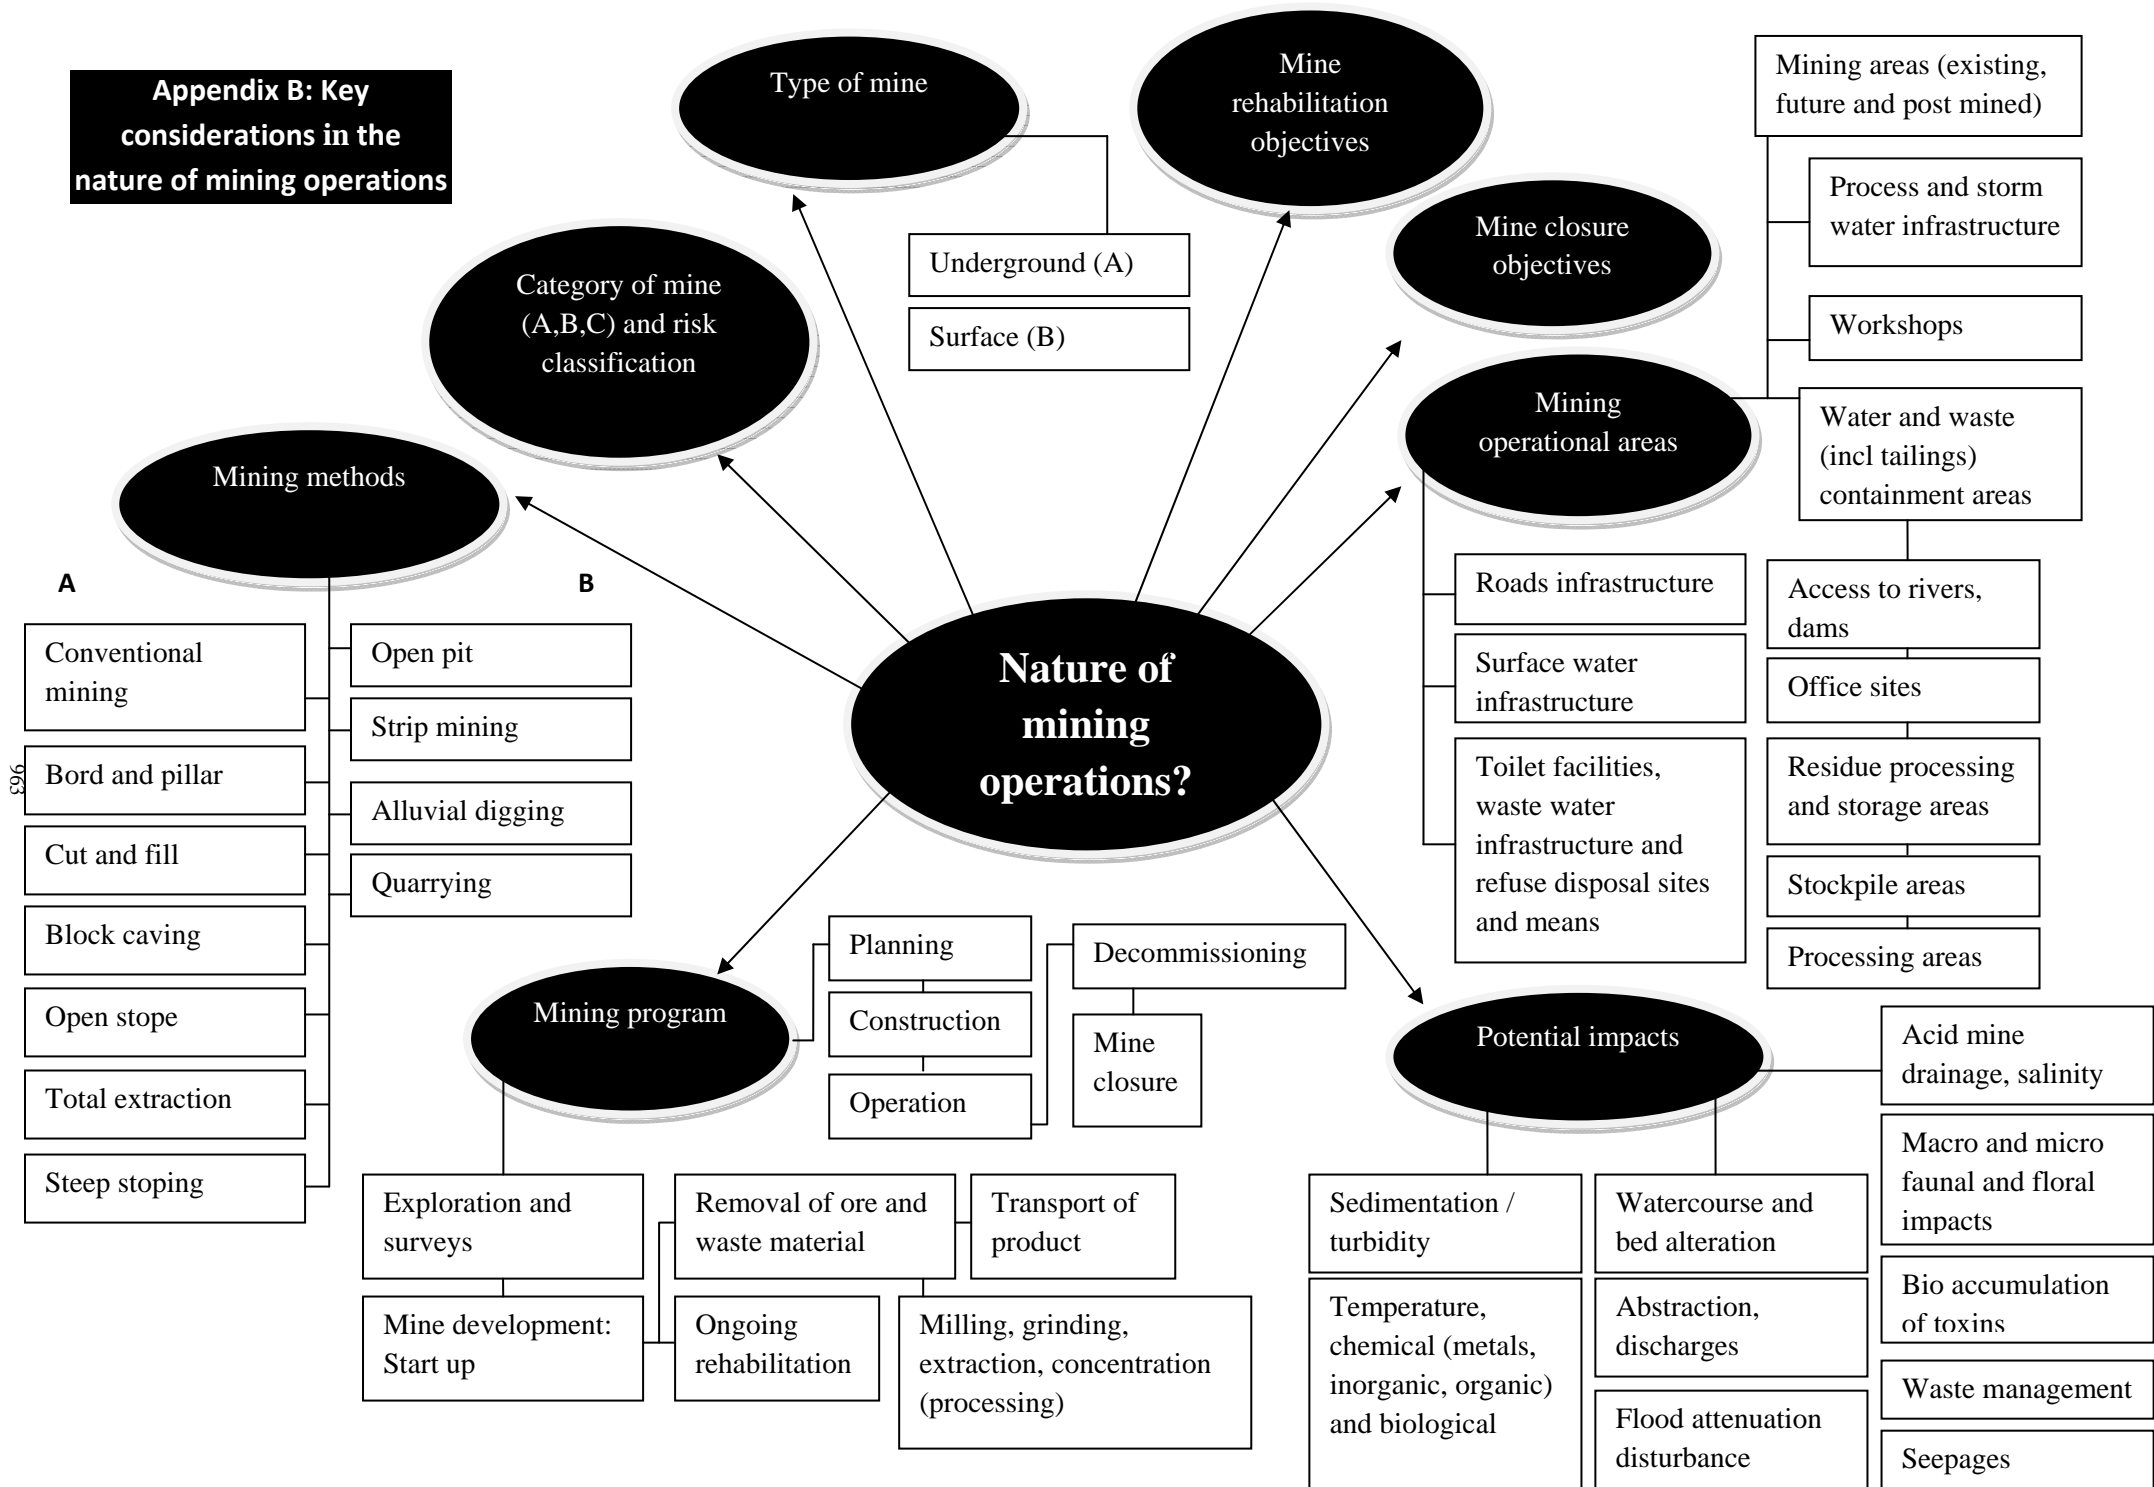 Appendix B: Key
considerations in the
nature of mining operations
Type of mine
Underground (A)
Surface (B)
Mine
rehabilitation
objectives
Mine closure
objectives
Category of mine
(A,B,C) and risk
classification
Mining
operational areas
Mining areas (existing,
future and post mined)
Process and storm
water infrastructure
Workshops
Water and waste
(incl tailings)
containment areas
Access to rivers,
dams
Office sites
Residue processing
and storage areas
Stockpile areas
Processing areas
Roads infrastructure
Surface water
infrastructure
Toilet facilities,
waste water
infrastructure and
refuse disposal sites
and means
Mining methods
A
B
Conventional
mining
Bord and pillar
Cut and fill
Block caving
Open stope
Total extraction
Steep stoping
Open pit
Strip mining
Alluvial digging
Quarrying
963
Nature of
mining
operations?
Mining program
Planning
Construction
Operation
Decommissioning
Mine
closure
Exploration and
surveys
Mine development:
Start up
Removal of ore and
waste material
Ongoing
rehabilitation
Transport of
product
Milling, grinding,
extraction, concentration
(processing)
Potential impacts
Sedimentation /
turbidity
Temperature,
chemical (metals,
inorganic, organic)
and biological
Watercourse and
bed alteration
Abstraction,
discharges
Flood attenuation
disturbance
Acid mine
drainage, salinity
Macro and micro
faunal and floral
impacts
Bio accumulation
of toxins
Waste management
Seepages